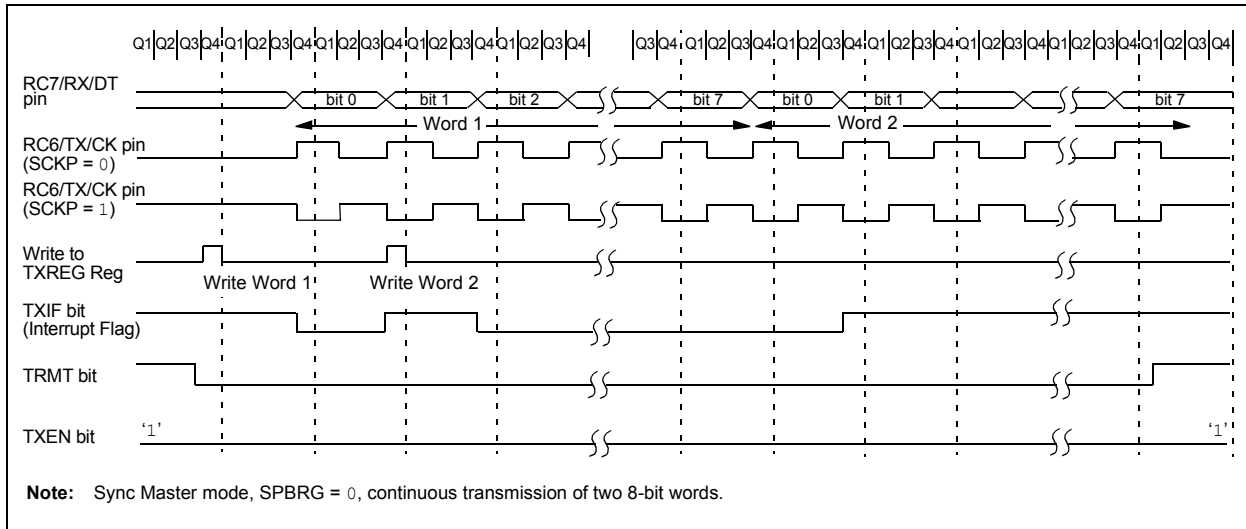 Q1 Q2 Q3 Q4 Q1 Q2 Q3 Q4 Q1 Q2 Q3 Q4 Q1 Q2 Q3 Q4 Q1 Q2 Q3 Q4 Q3 Q4 Q1 Q2 Q3 Q4 Q1 Q2 Q3 Q4 Q1 Q2 Q3 Q4 Q1 Q2 Q3 Q4 Q1 Q2 Q3 Q4 Q1 Q2 Q3 Q4
RC7/RX/DT
pin
bit 0 bit 1 bit 2 bit 7 bit 0 bit 1 bit 7
Word 1 Word 2
RC6/TX/CK pin
(SCKP = 0)
RC6/TX/CK pin
(SCKP = 1)
Write to
TXREG Reg
Write Word 1 Write Word 2
TXIF bit
(Interrupt Flag)
TRMT bit
TXEN bit
‘1’ ‘1’
Note: Sync Master mode, SPBRG = 0, continuous transmission of two 8-bit words.